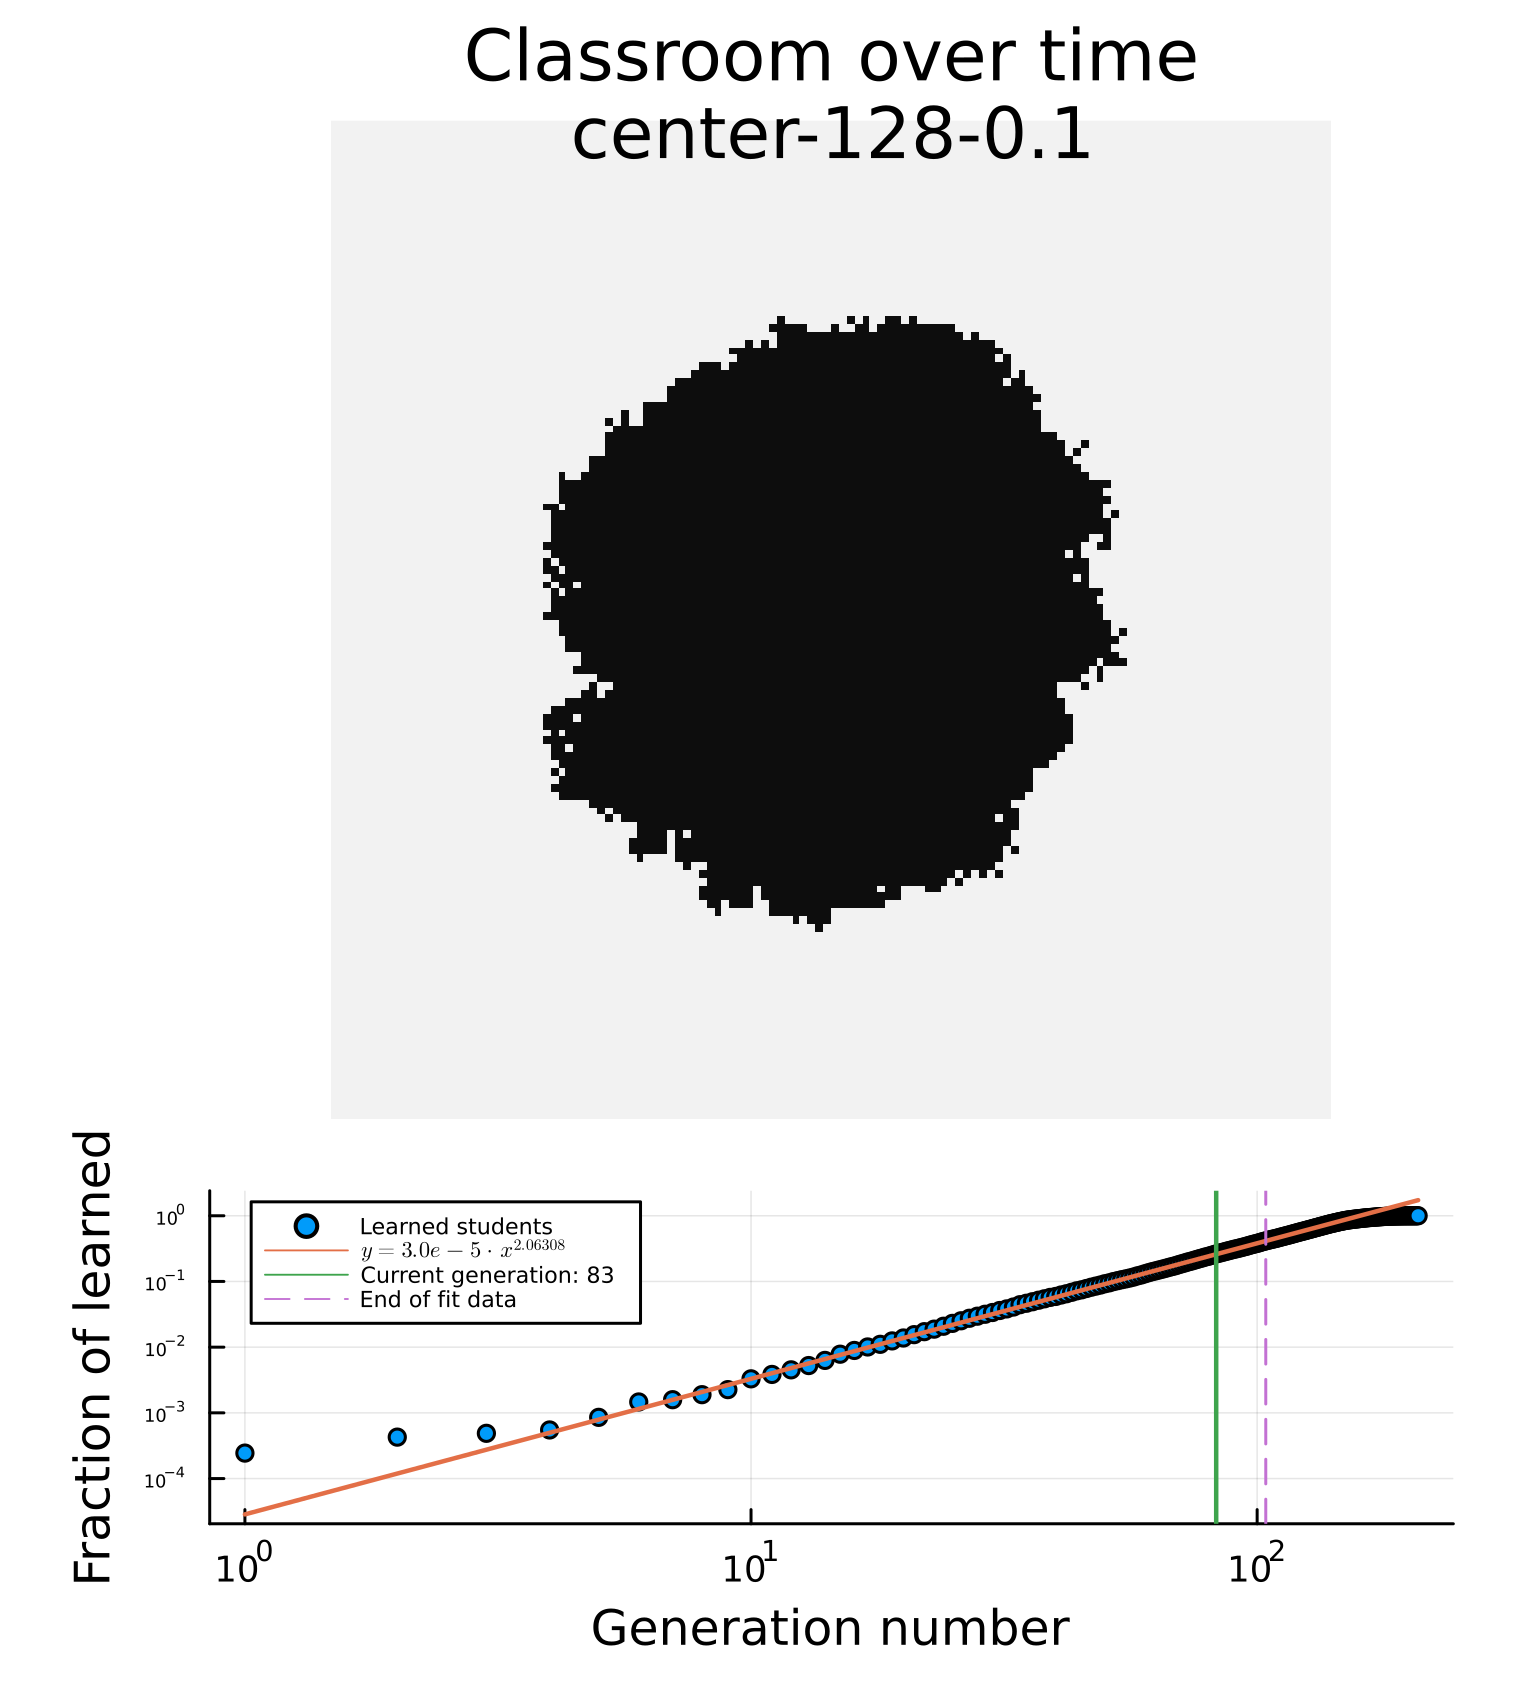 Classroom over time
center-128-0.1
Fraction of learned
10⁰
10⁻¹
10⁻²
10⁻³
10⁻⁴
Learned students
y = 3.0e − 5 · x^2.06308
Current generation: 83
End of fit data
10⁰ 10¹ 10²
Generation number